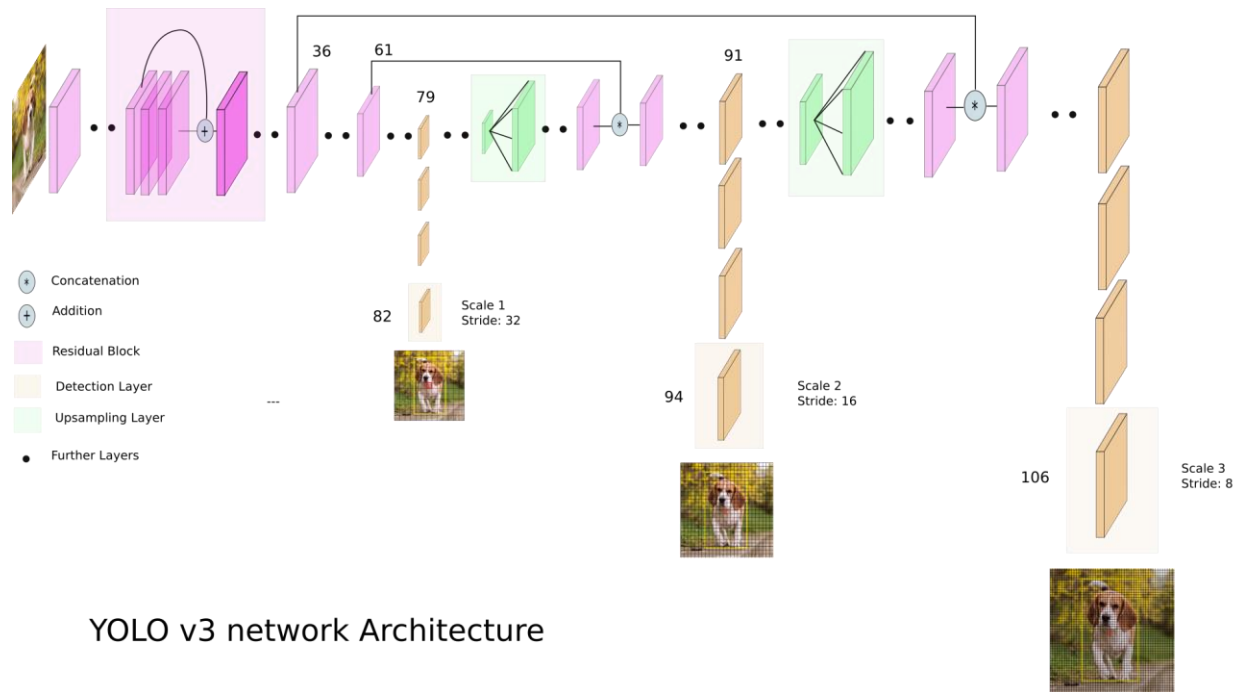 36
61
91
79
*
*
+
* Concatenation
+ Addition
Residual Block
Detection Layer
Upsampling Layer
Further Layers
---
82
Scale 1
Stride: 32
94
Scale 2
Stride: 16
106
Scale 3
Stride: 8
YOLO v3 network Architecture